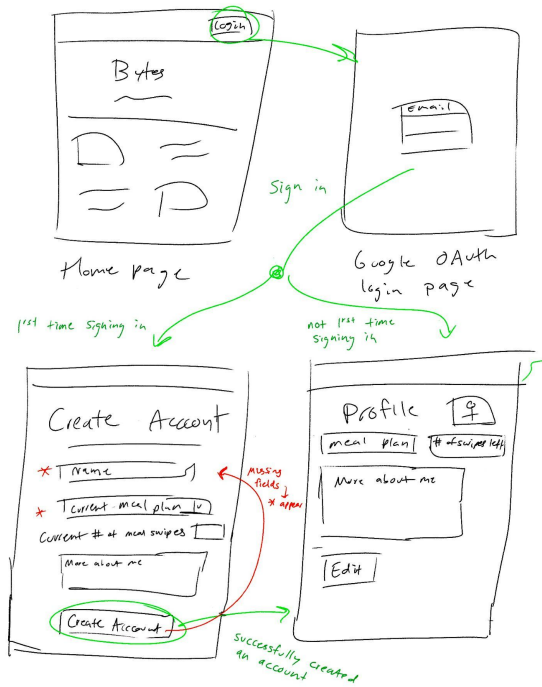 Login
Bytes
Email
Sign in
Home page
Google OAuth
login page
1rst time signing in
not 1rst time
signing in
Create Account
* Name
* Current meal plan
Current # of meal swipes
More about me
Create Account
missing
fields
* appear
successfully created
an account
Profile
meal plan
# of swipes left
More about me
Edit